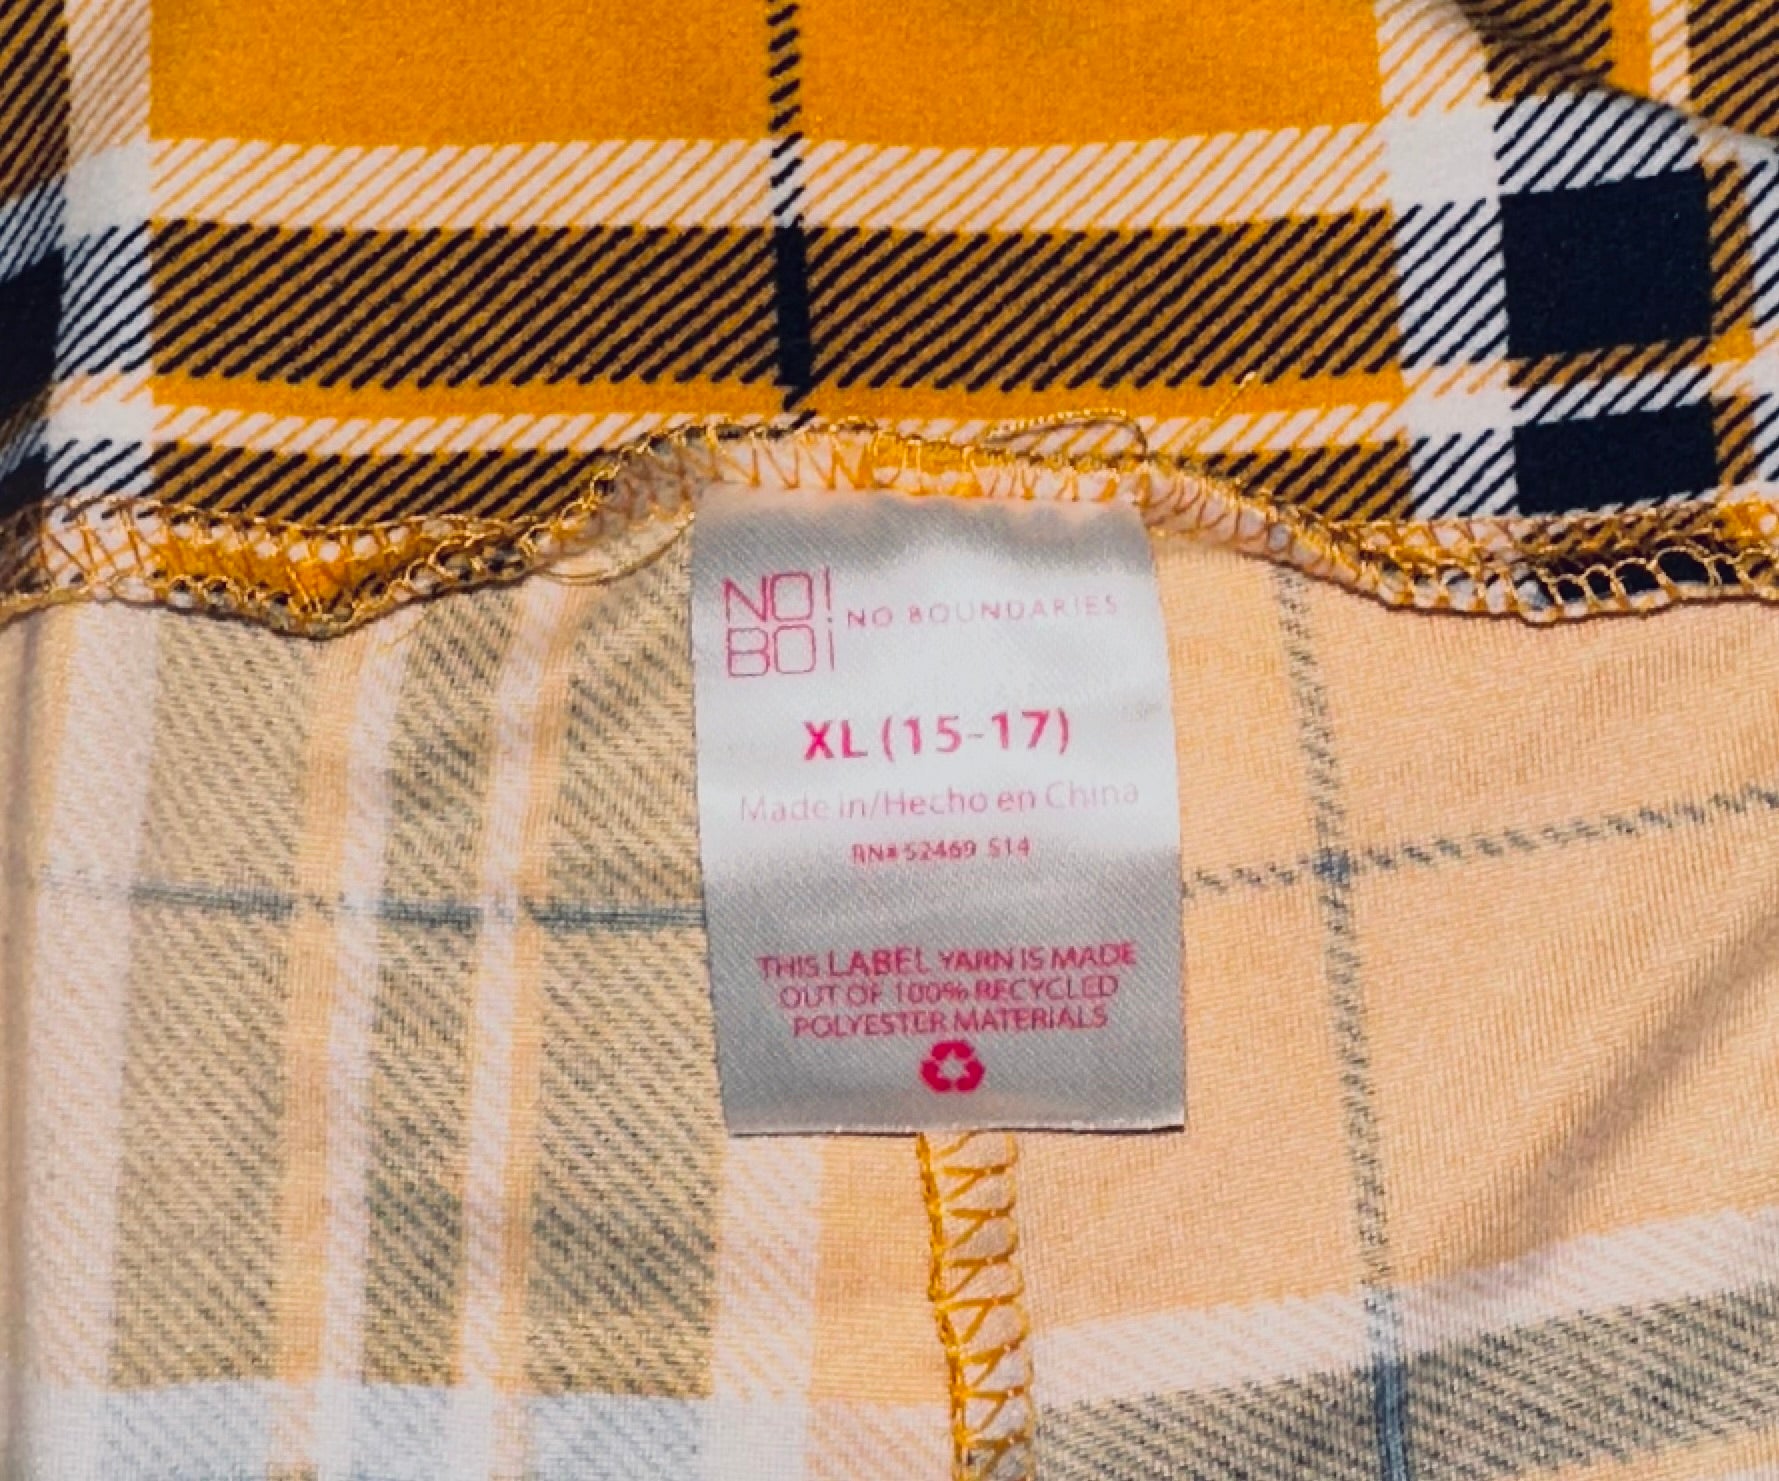 NO!
BO!
NO BOUNDARIES
XL (15-17)
Made in/Hecho en China
RN# 52469 S14
THIS LABEL YARN IS MADE
OUT OF 100% RECYCLED
POLYESTER MATERIALS